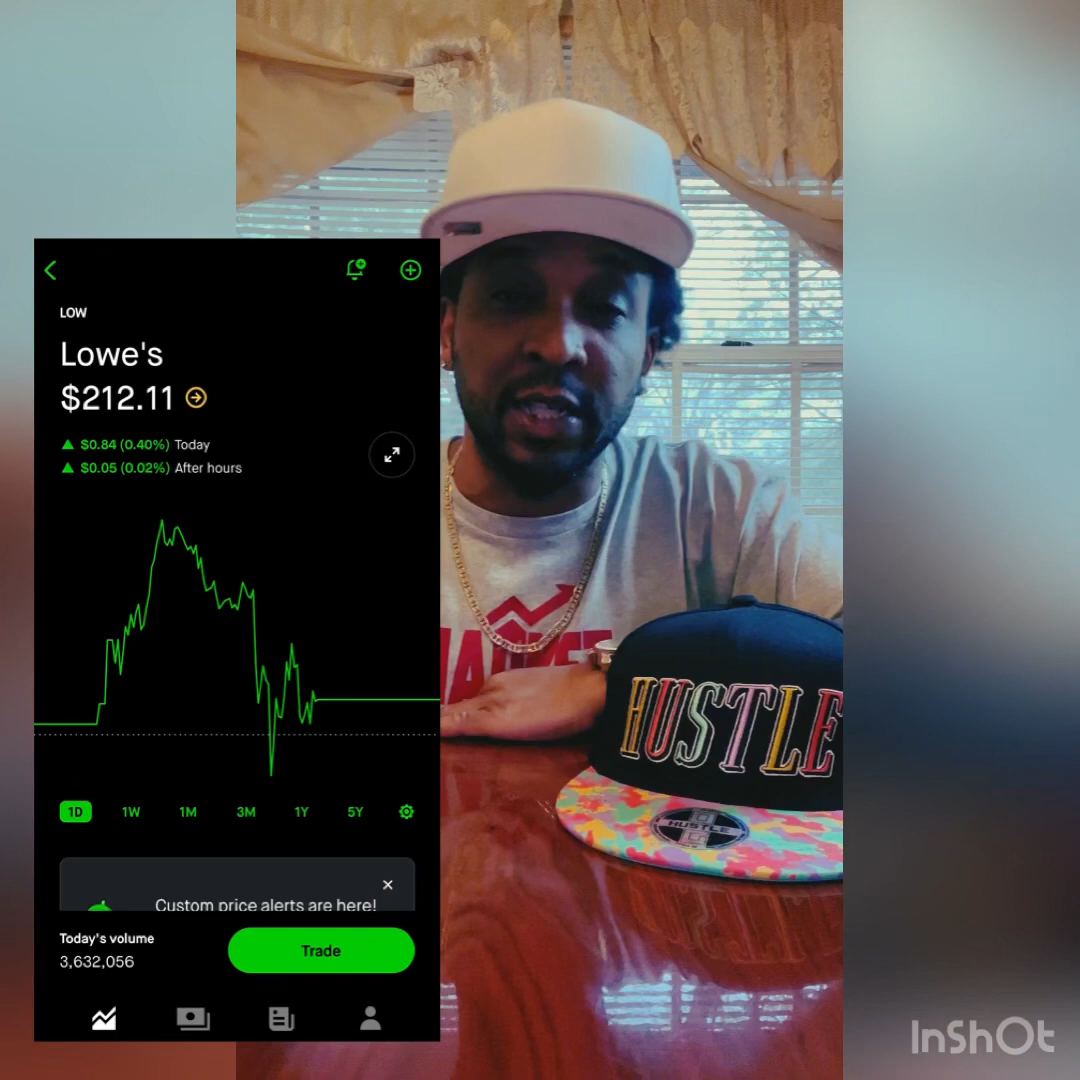 LOW
Lowe's
$212.11
$0.84 (0.40%) Today
$0.05 (0.02%) After hours
1D 1W 1M 3M 1Y 5Y
Custom price alerts are here!
Today's volume
3,632,056
Trade
HUSTLE
HUSTLE
InShOt